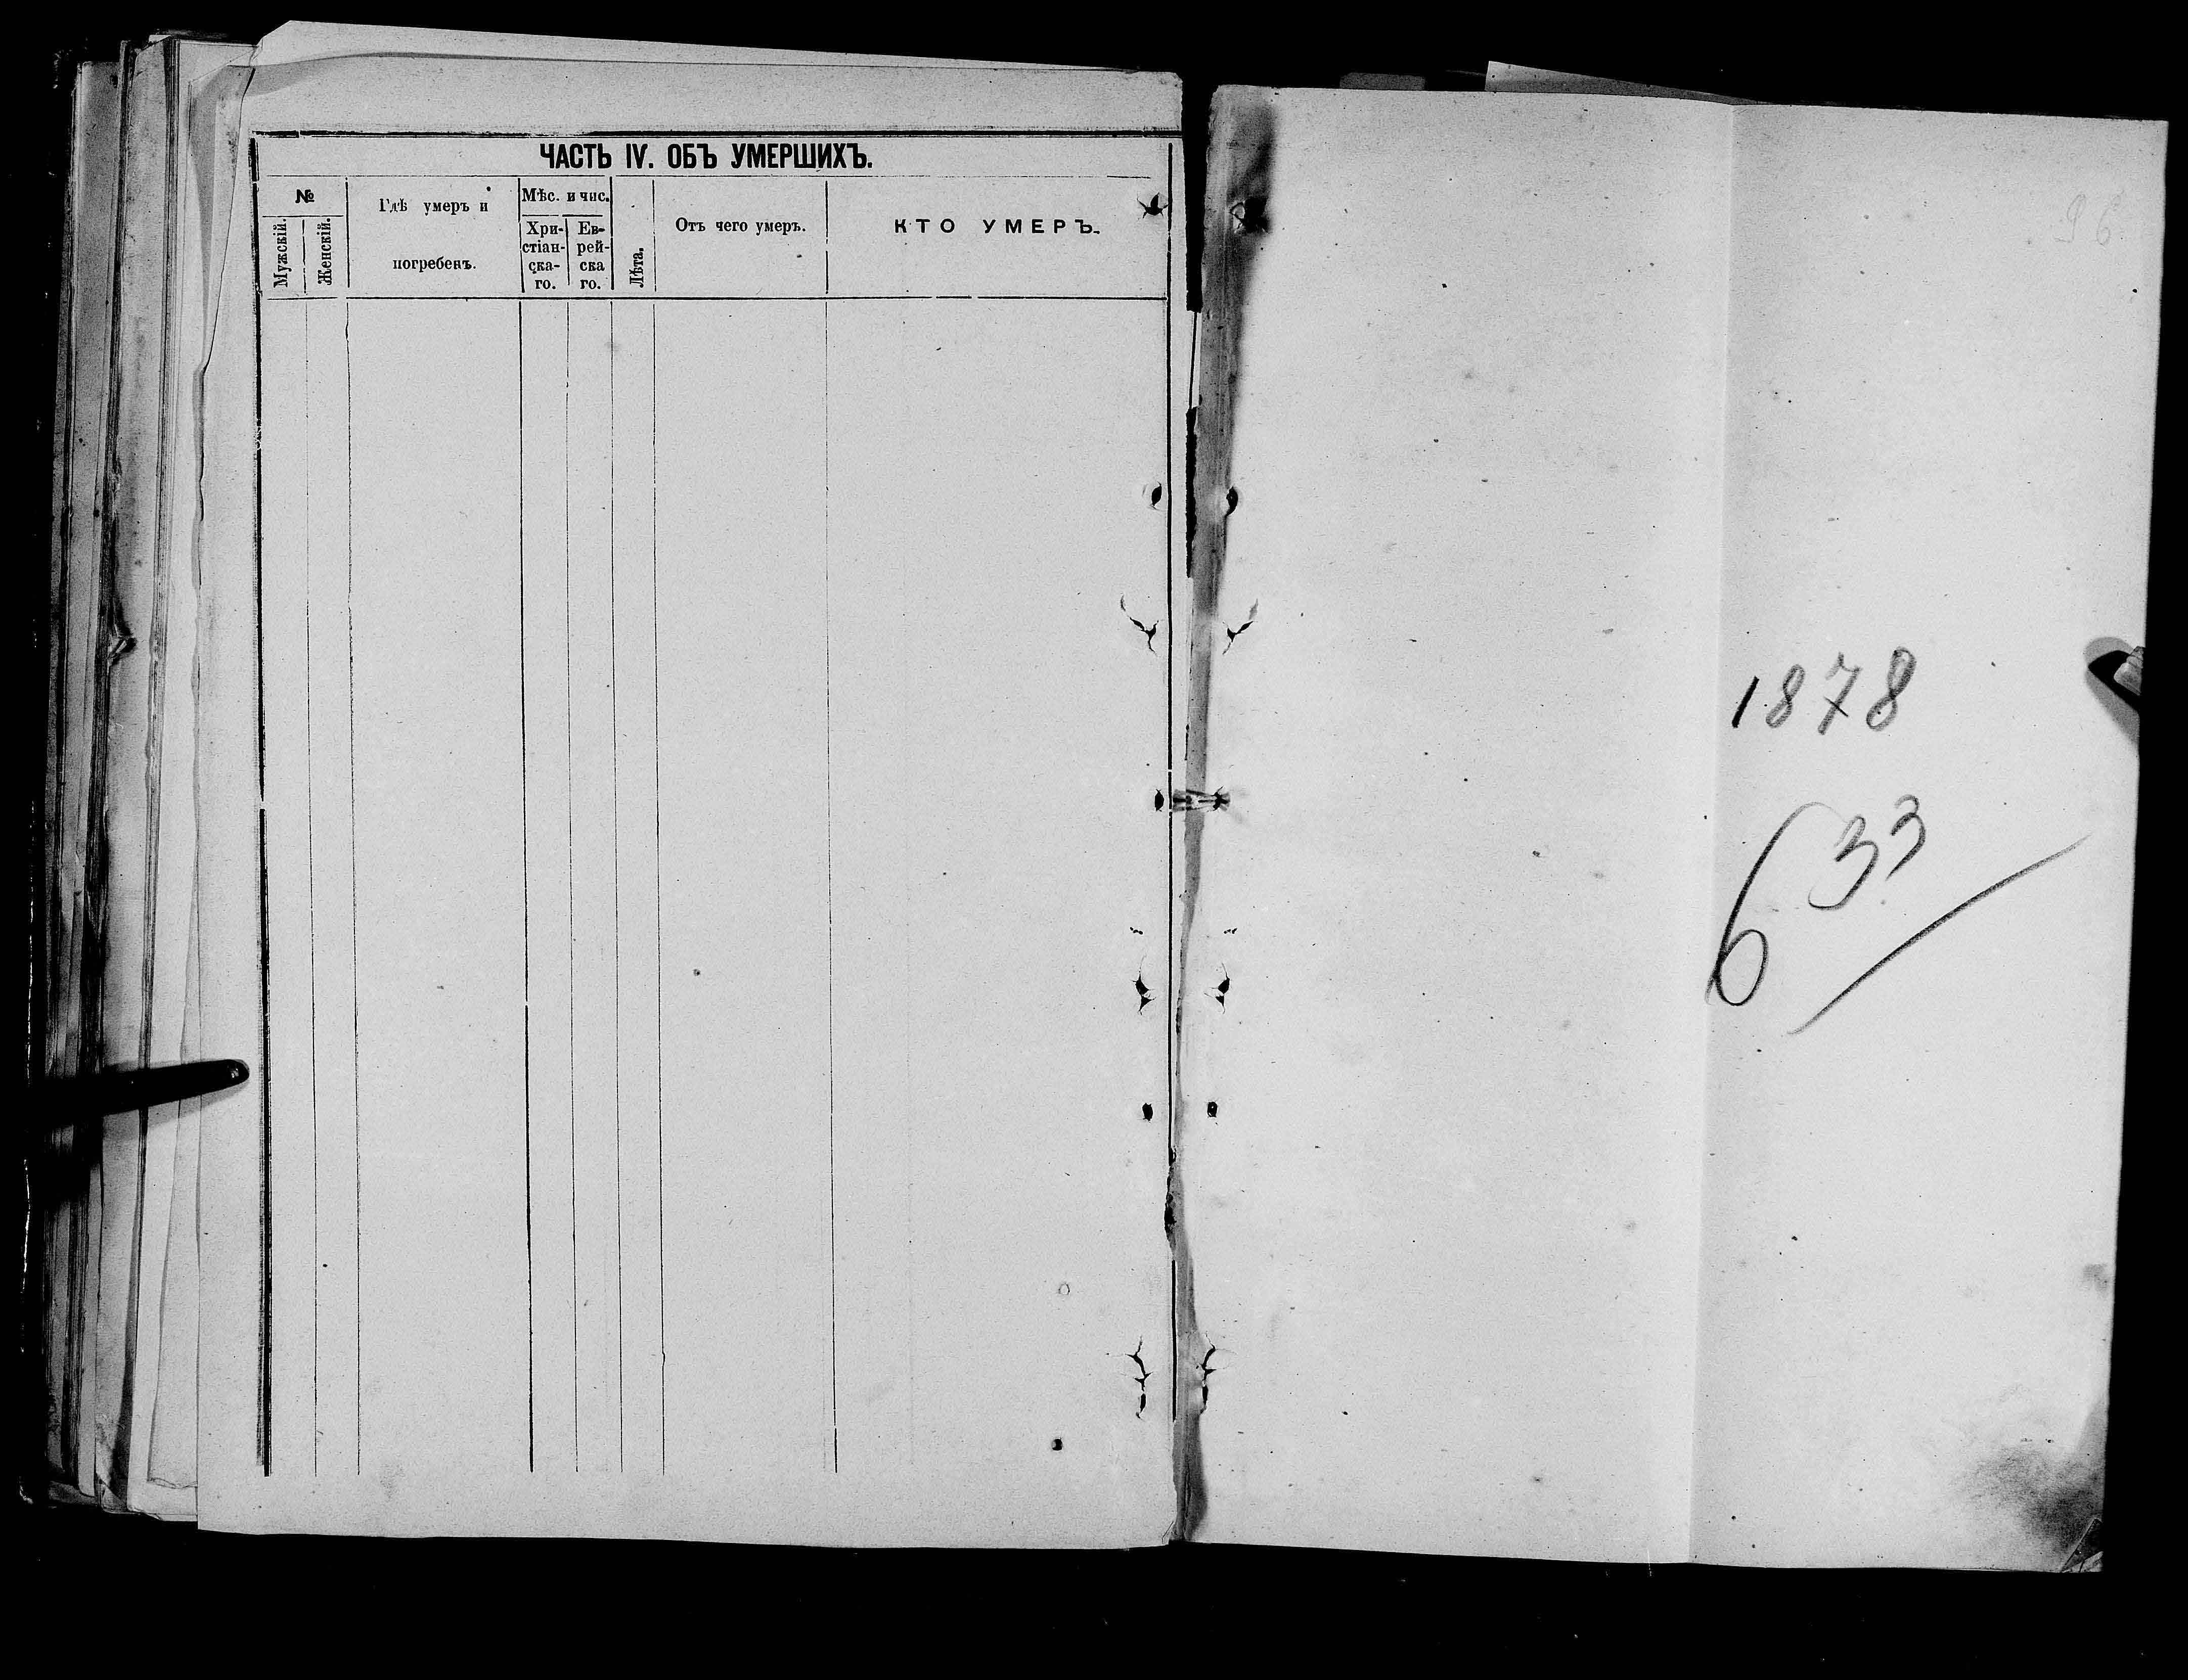 ЧАСТЬ IV. ОБЪ УМЕРШИХЪ.
№
Мужскій.
Женскій.
Гдѣ умеръ и
погребенъ.
Мѣс. и чис.
Хри-
стіан-
ска-
го.
Ев-
рей-
ска
го.
Лѣта.
Отъ чего умеръ.
КТО УМЕРЪ.
96
1878
633